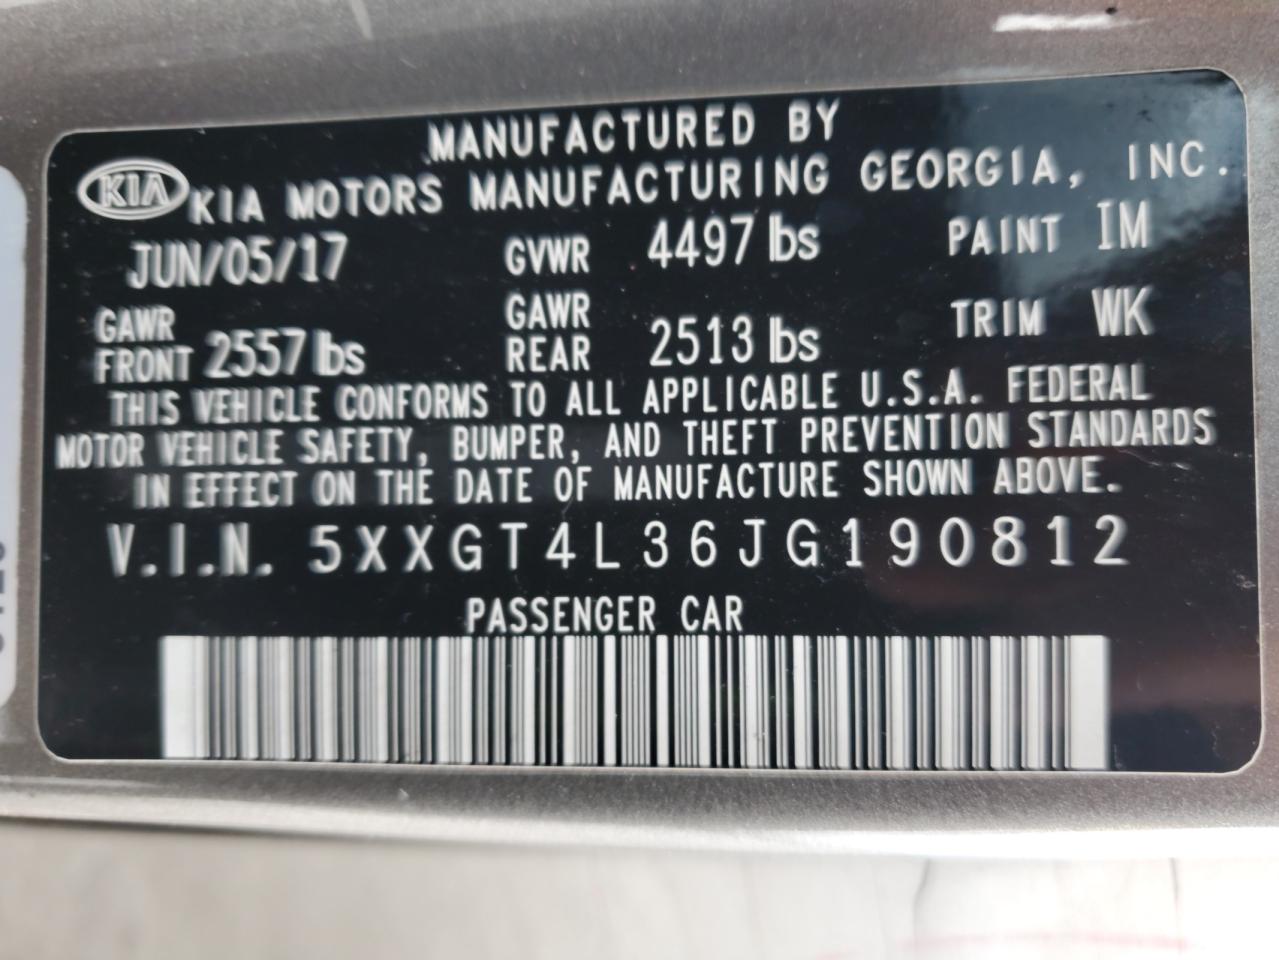 MANUFACTURED BY
KIA KIA MOTORS MANUFACTURING GEORGIA, INC.
JUN/05/17 GVWR 4497 lbs PAINT IM
GAWR FRONT 2557 lbs GAWR REAR 2513 lbs TRIM WK
THIS VEHICLE CONFORMS TO ALL APPLICABLE U.S.A. FEDERAL
MOTOR VEHICLE SAFETY, BUMPER, AND THEFT PREVENTION STANDARDS
IN EFFECT ON THE DATE OF MANUFACTURE SHOWN ABOVE.
V.I.N. 5XXGT4L36JG190812
PASSENGER CAR